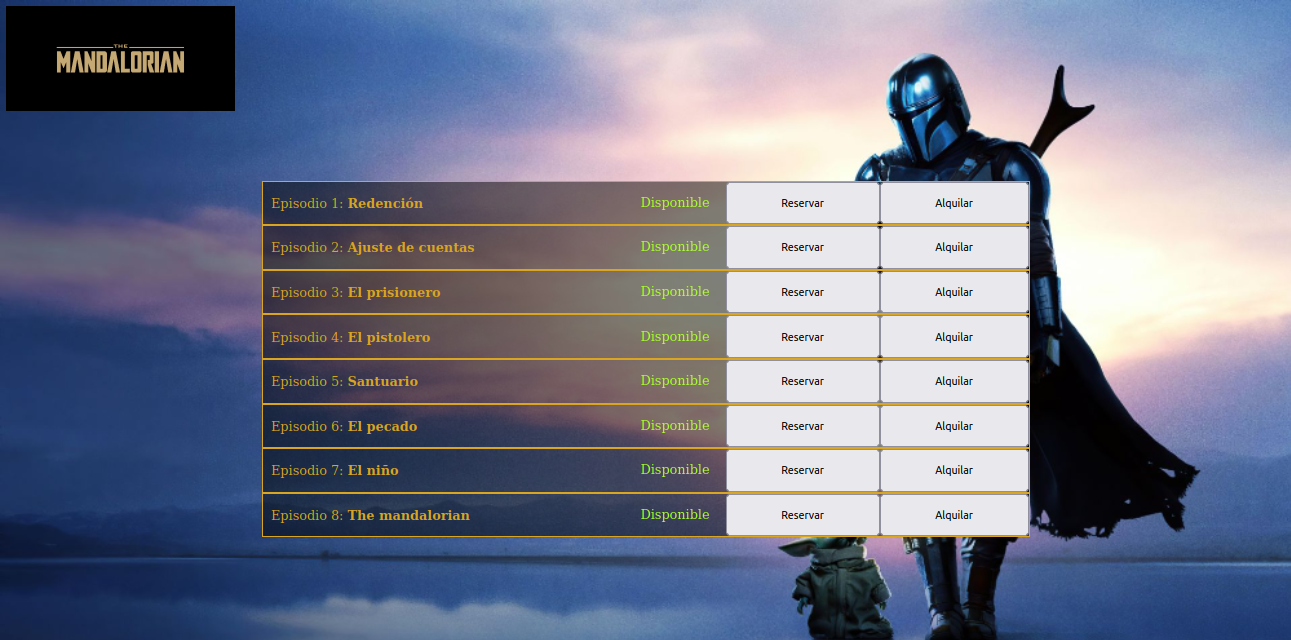 THE
MANDALORIAN
Episodio 1: Redención Disponible Reservar Alquilar
Episodio 2: Ajuste de cuentas Disponible Reservar Alquilar
Episodio 3: El prisionero Disponible Reservar Alquilar
Episodio 4: El pistolero Disponible Reservar Alquilar
Episodio 5: Santuario Disponible Reservar Alquilar
Episodio 6: El pecado Disponible Reservar Alquilar
Episodio 7: El niño Disponible Reservar Alquilar
Episodio 8: The mandalorian Disponible Reservar Alquilar